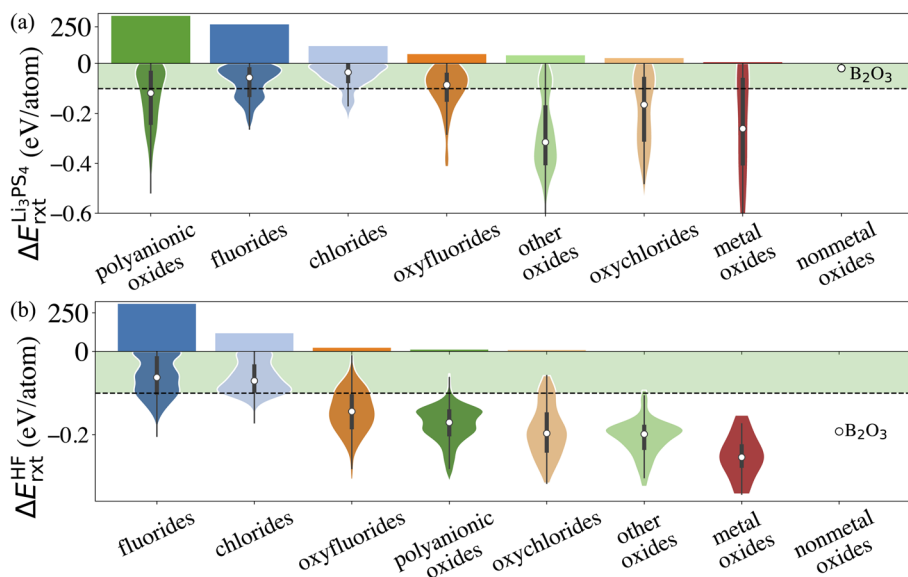 (a)
250
0
−0.2
−0.4
−0.6
ΔE_rxt^Li₃PS₄ (eV/atom)
B₂O₃
polyanionic
oxides
fluorides
chlorides
oxyfluorides
other
oxides
oxychlorides
metal
oxides
nonmetal
oxides
(b)
250
0
−0.2
ΔE_rxt^HF (eV/atom)
B₂O₃
fluorides
chlorides
oxyfluorides
polyanionic
oxides
oxychlorides
other
oxides
metal
oxides
nonmetal
oxides